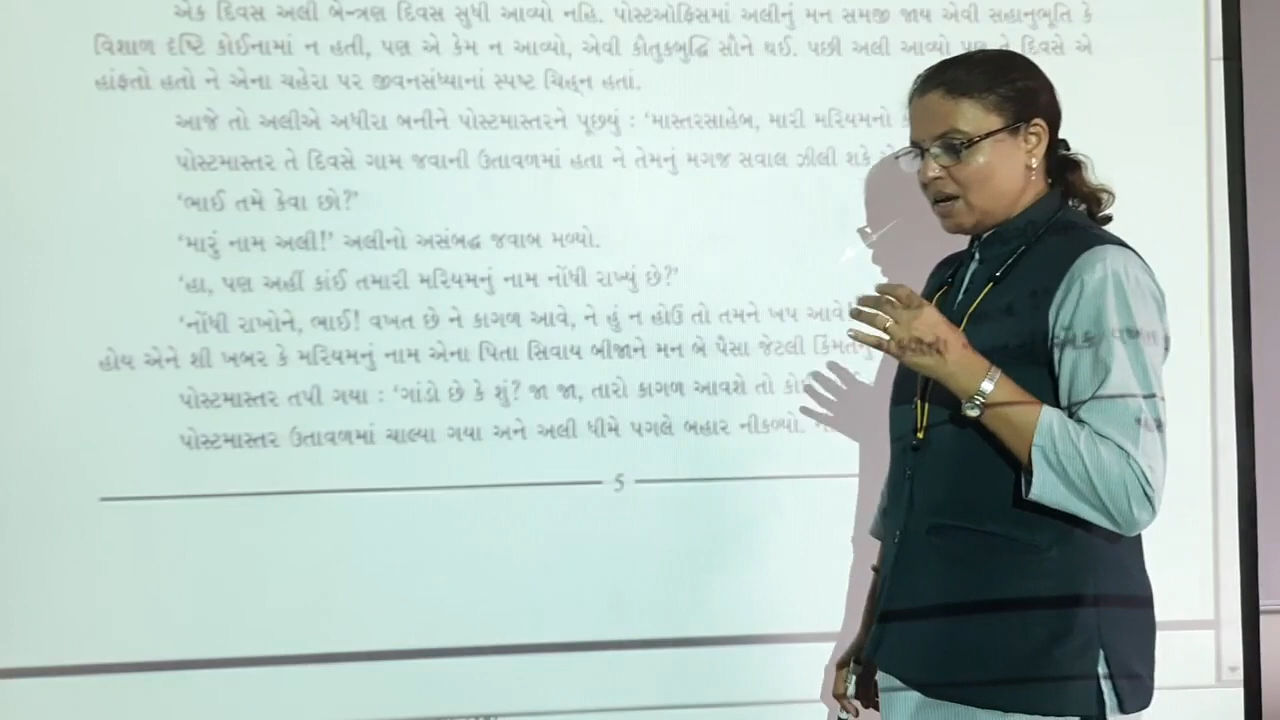 એક દિવસ અલી બે-ત્રણ દિવસ સુધી આવ્યો નહિ. પોસ્ટઑફિસમાં અલીનું મન સમજી જાય એવી સહાનુભૂતિ કે
વિશાળ દૃષ્ટિ કોઈનામાં ન હતી, પણ એ કેમ ન આવ્યો, એવી કૌતુકબુદ્ધિ સૌને થઈ. પછી અલી આવ્યો પણ તે દિવસે એ
હાંફતો હતો ને એના ચહેરા પર જીવનસંધ્યાનાં સ્પષ્ટ ચિહ્ન હતાં.
આજે તો અલીએ અધીરા બનીને પોસ્ટમાસ્તરને પૂછ્યું : ‘માસ્તરસાહેબ, મારી મરિયમનો
પોસ્ટમાસ્તર તે દિવસે ગામ જવાની ઉતાવળમાં હતા ને તેમનું મગજ સવાલ ઝીલી શકે
‘ભાઈ તમે કેવા છો?’
‘મારું નામ અલી!’ અલીનો અસંબદ્ધ જવાબ મળ્યો.
‘હા, પણ અહીં કાંઈ તમારી મરિયમનું નામ નોંધી રાખ્યું છે?’
‘નોંધી રાખોને, ભાઈ! વખત છે ને કાગળ આવે, ને હું ન હોઉં તો તમને ખપ આવે!
હોય એને શી ખબર કે મરિયમનું નામ એના પિતા સિવાય બીજાને મન બે પૈસા જેટલી કિંમતનું
પોસ્ટમાસ્તર તપી ગયા : ‘ગાંડો છે કે શું? જા જા, તારો કાગળ આવશે તો
પોસ્ટમાસ્તર ઉતાવળમાં ચાલ્યા ગયા અને અલી ધીમે પગલે બહાર નીકળ્યો.
5